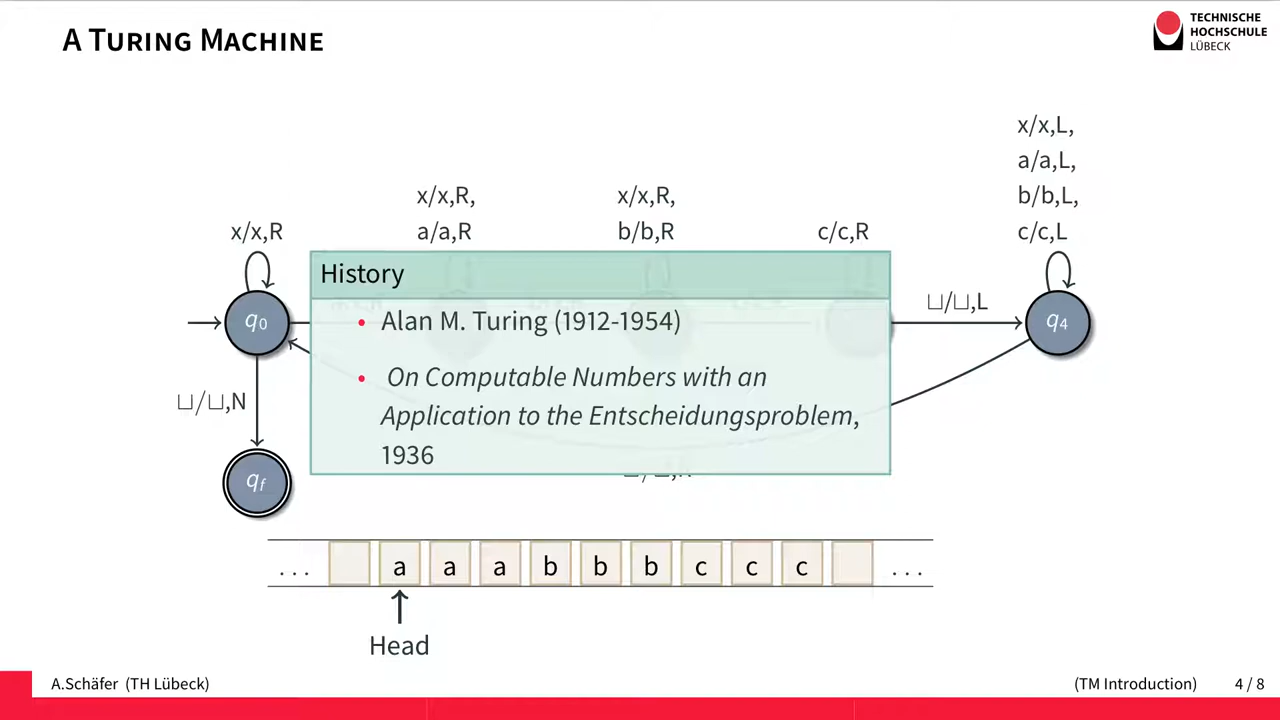 A TURING MACHINE
TECHNISCHE
HOCHSCHULE
LÜBECK
x/x,L,
a/a,L,
b/b,L,
c/c,L
x/x,R,
a/a,R
x/x,R,
b/b,R
x/x,R
c/c,R
History
⊔/⊔,L
q0
• Alan M. Turing (1912-1954)
q4
• On Computable Numbers with an
Application to the Entscheidungsproblem,
1936
⊔/⊔,N
qf
... a a a b b b c c c ...
Head
A.Schäfer (TH Lübeck)
(TM Introduction)
4 / 8